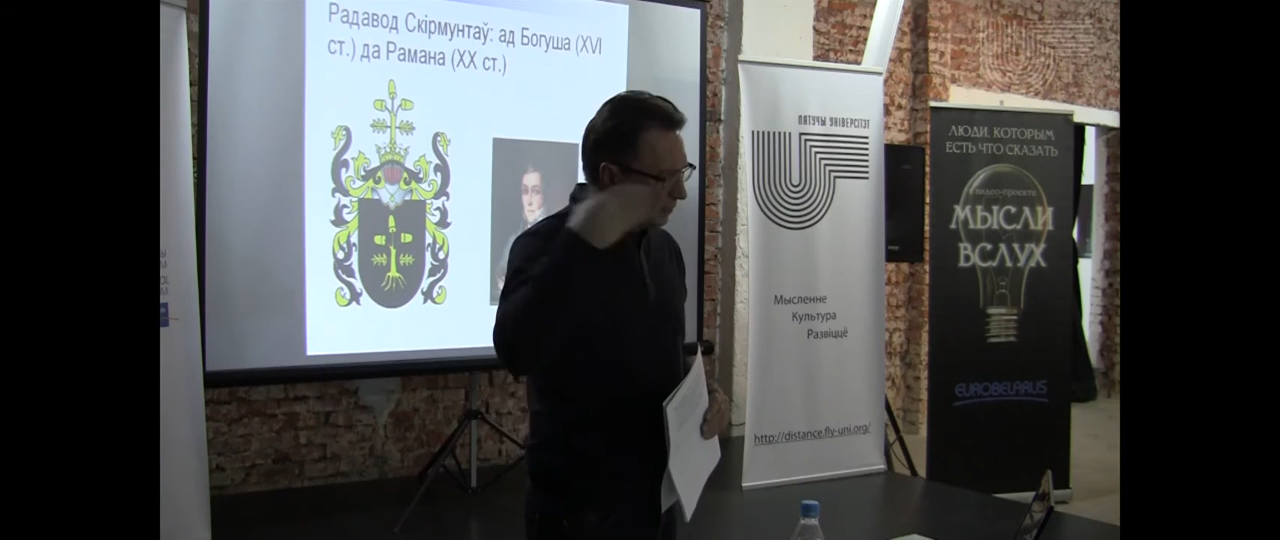 Радавод Скірмунтаў: ад Богуша (XVI
ст.) да Рамана (XX ст.)
ЛЯТУЧЫ УНІВЕРСІТЭТ
Мысленне
Культура
Развіццё
http://distance.fly-uni.org/
ЛЮДИ, КОТОРЫМ
ЕСТЬ ЧТО СКАЗАТЬ
в видео-проекте
МЫСЛИ
ВСЛУХ
EUROBELARUS